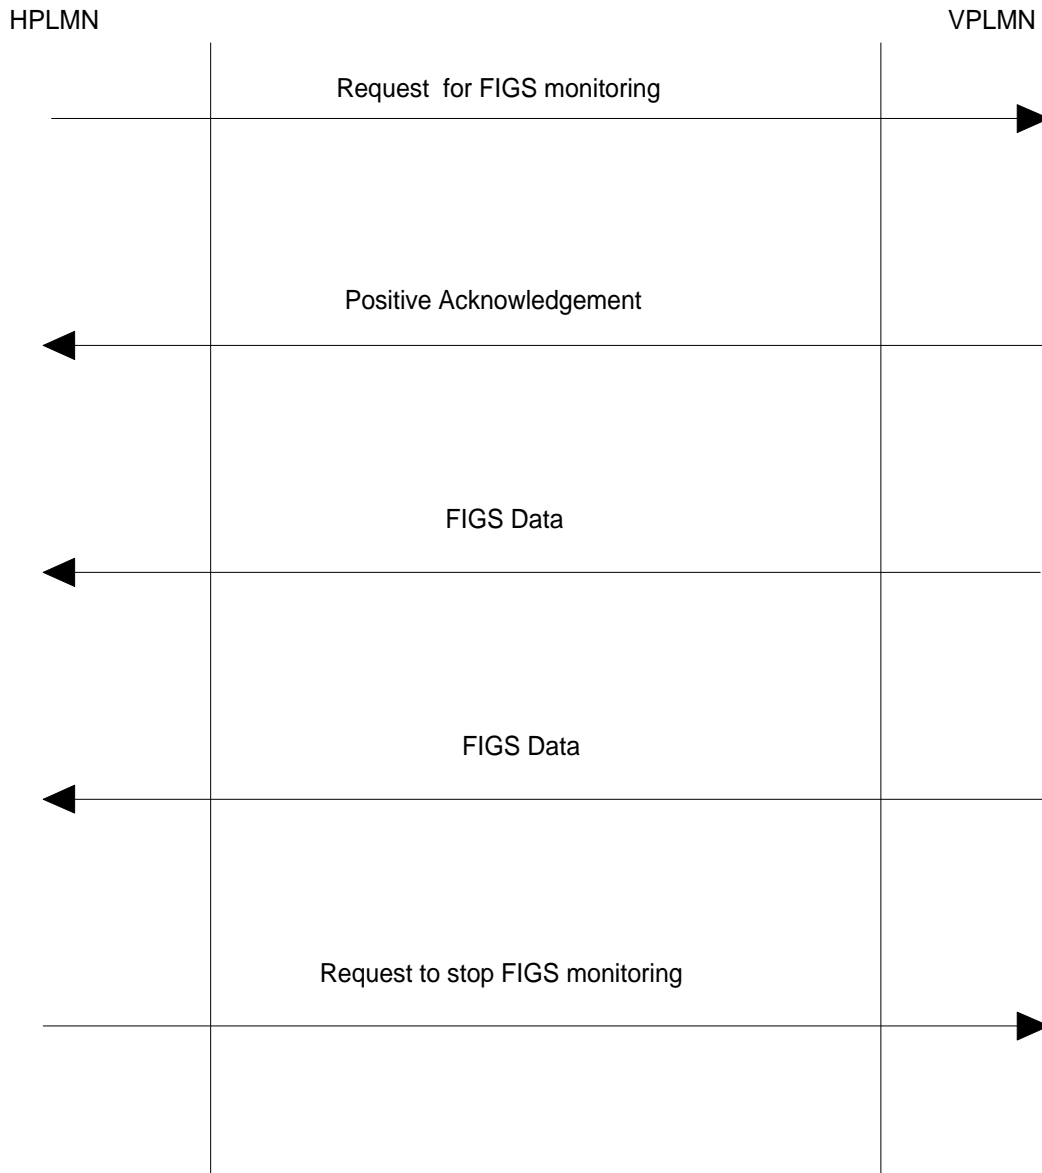 HPLMN
VPLMN
Request for FIGS monitoring
Positive Acknowledgement
FIGS Data
FIGS Data
Request to stop FIGS monitoring